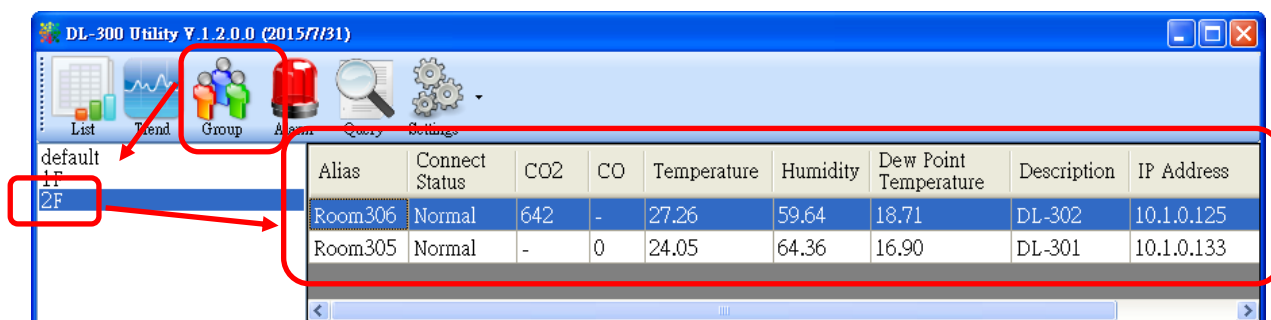 DL-300 Utility V.1.2.0.0 (2015/7/31)
List Trend Group Alarm Query Settings
default
1F
2F
Alias Connect Status CO2 CO Temperature Humidity Dew Point Temperature Description IP Address
Room306 Normal 642 - 27.26 59.64 18.71 DL-302 10.1.0.125
Room305 Normal - 0 24.05 64.36 16.90 DL-301 10.1.0.133